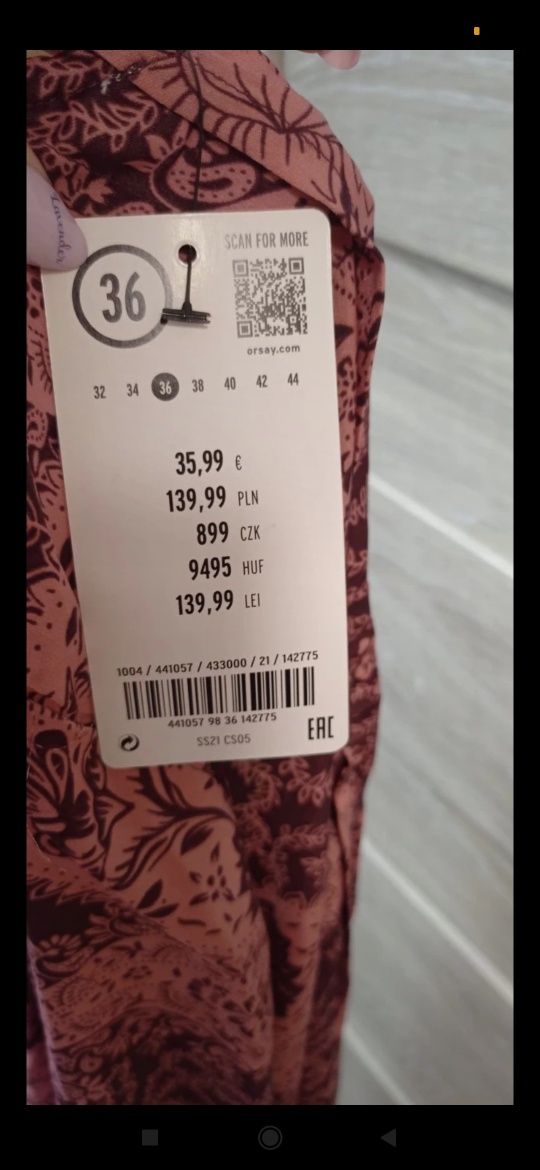 SCAN FOR MORE
36
orsay.com
32 34 36 38 40 42 44
35,99 €
139,99 PLN
899 CZK
9495 HUF
139,99 LEI
1004 / 441057 / 433000 / 21 / 142775
441057 98 36 142775
SS21 CS05
EAC
Lavender